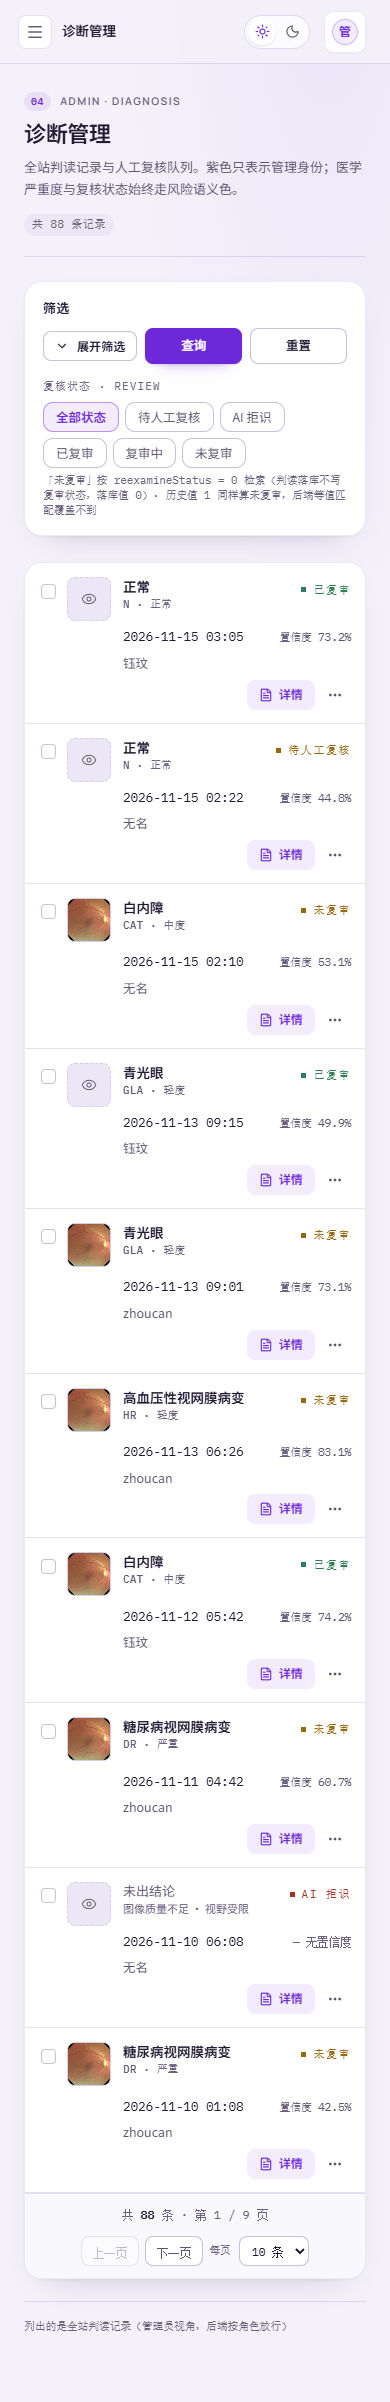 诊断管理
管
04 ADMIN · DIAGNOSIS
诊断管理
全站判读记录与人工复核队列。紫色只表示管理身份；医学
严重度与复核状态始终走风险语义色。
共 88 条记录
筛选
展开筛选 查询 重置
复核状态 · REVIEW
全部状态 待人工复核 AI 拒识
已复审 复审中 未复审
「未复审」按 reexamineStatus = 0 检索（判读落库不写
复审状态，落库值 0）· 历史值 1 同样算未复审，后端等值匹
配覆盖不到
正常 已复审
N · 正常
2026-11-15 03:05 置信度 73.2%
钰玟
详情
正常 待人工复核
N · 正常
2026-11-15 02:22 置信度 44.8%
无名
详情
白内障 未复审
CAT · 中度
2026-11-15 02:10 置信度 53.1%
无名
详情
青光眼 已复审
GLA · 轻度
2026-11-13 09:15 置信度 49.9%
钰玟
详情
青光眼 未复审
GLA · 轻度
2026-11-13 09:01 置信度 73.1%
zhoucan
详情
高血压性视网膜病变 未复审
HR · 轻度
2026-11-13 06:26 置信度 83.1%
zhoucan
详情
白内障 已复审
CAT · 中度
2026-11-12 05:42 置信度 74.2%
钰玟
详情
糖尿病视网膜病变 未复审
DR · 严重
2026-11-11 04:42 置信度 60.7%
zhoucan
详情
未出结论 AI 拒识
图像质量不足 · 视野受限
2026-11-10 06:08 — 无置信度
无名
详情
糖尿病视网膜病变 未复审
DR · 严重
2026-11-10 01:08 置信度 42.5%
zhoucan
详情
共 88 条 · 第 1 / 9 页
上一页 下一页 每页 10 条
列出的是全站判读记录（管理员视角，后端按角色放行）